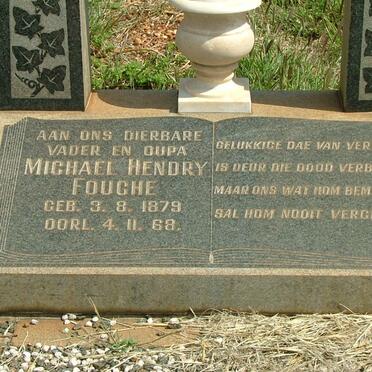 AAN ONS DIERBARE
VADER EN OUPA
MICHAEL HENDRY
FOUCHE
GEB. 3. 8. 1879
OORL. 4. 11. 68.
GELUKKIGE DAE VAN
IS DEUR DIE DOOD
MAAR ONS WAT HOM
SAL HOM NOOIT